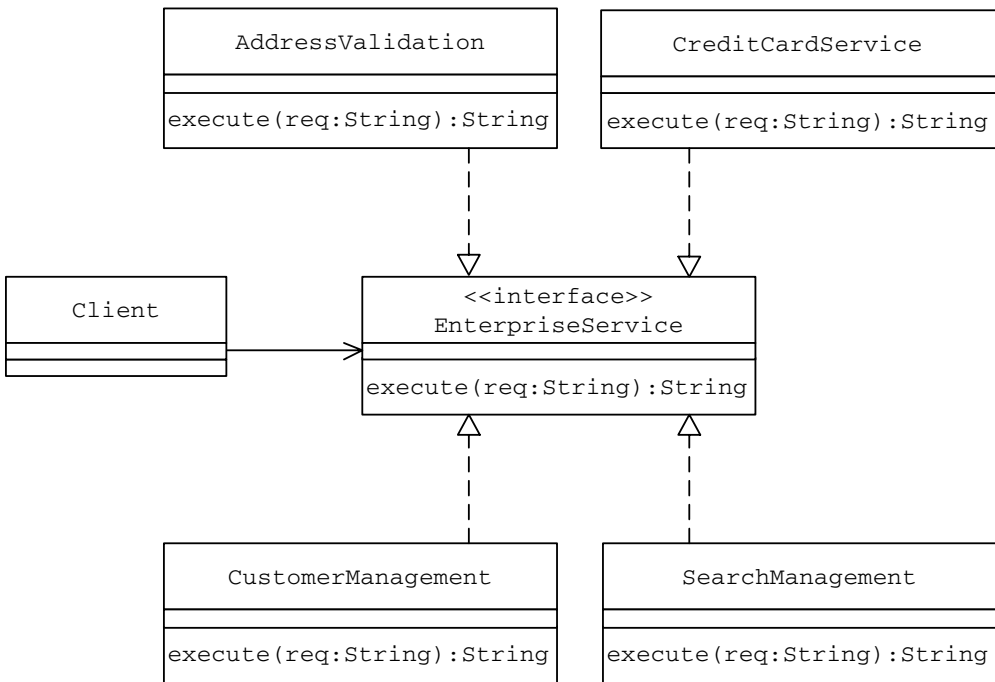 AddressValidation
execute(req:String):String
CreditCardService
execute(req:String):String
Client
<<interface>>
EnterpriseService
execute(req:String):String
CustomerManagement
execute(req:String):String
SearchManagement
execute(req:String):String